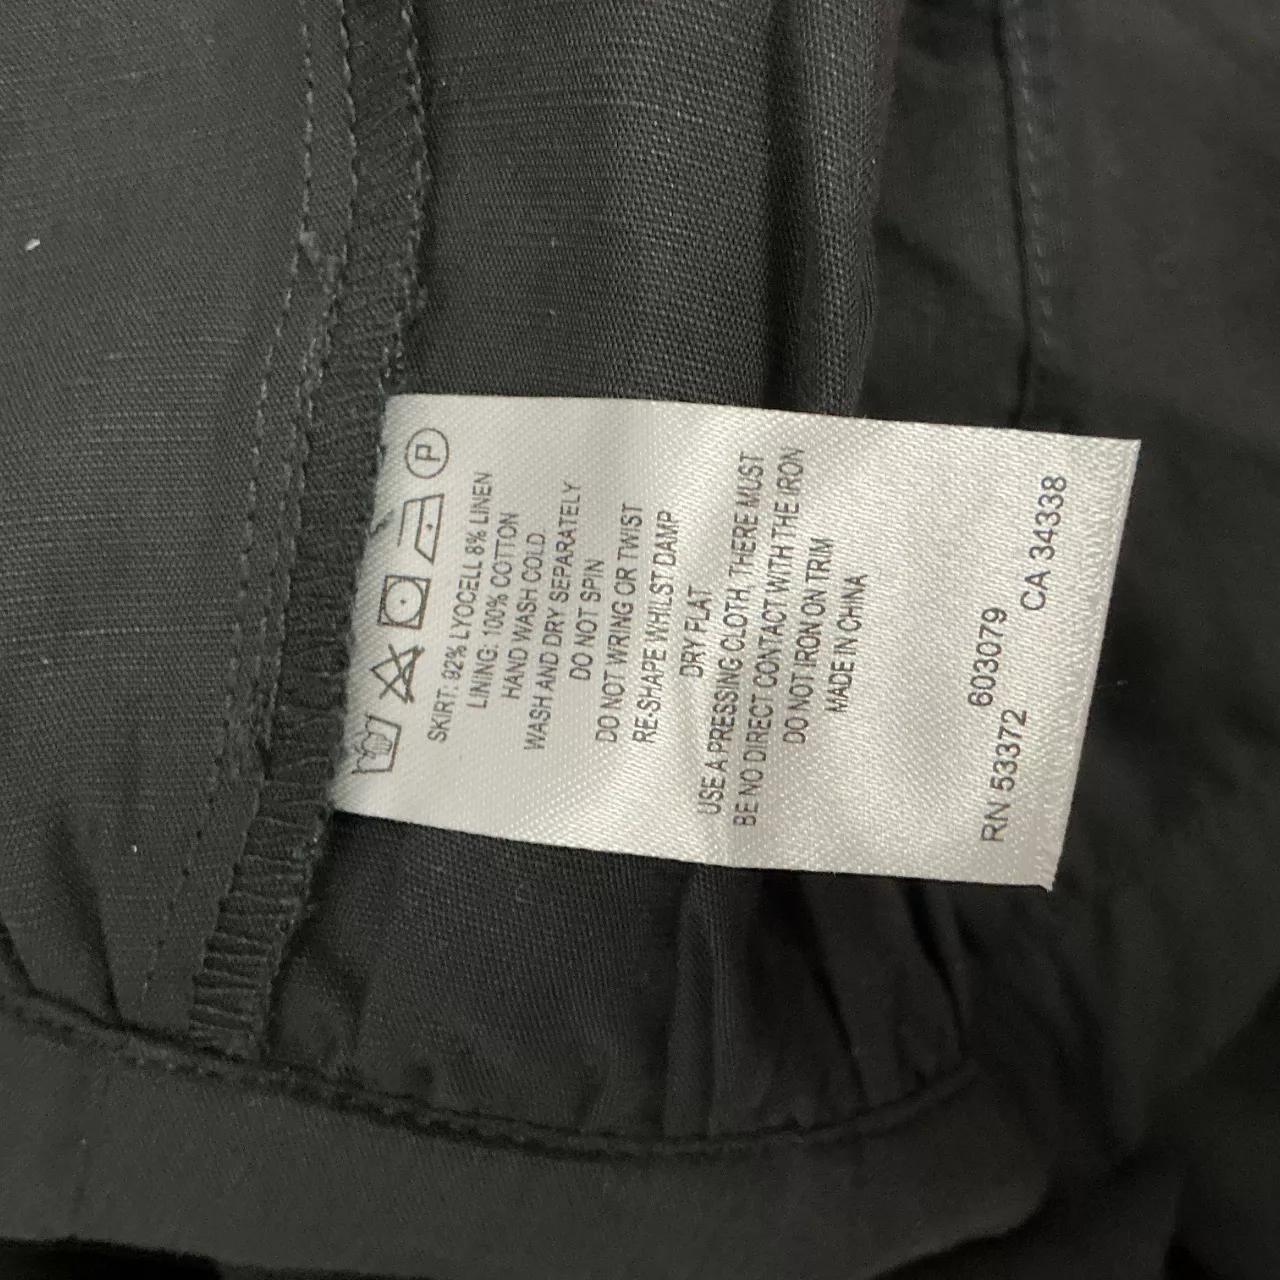 P
SKIRT: 92% LYOCELL 8% LINEN
LINING: 100% COTTON
HAND WASH COLD.
WASH AND DRY SEPARATELY
DO NOT SPIN
DO NOT WRING OR TWIST
RE-SHAPE WHILST DAMP
DRY FLAT
USE A PRESSING CLOTH, THERE MUST
BE NO DIRECT CONTACT WITH THE IRON
DO NOT IRON ON TRIM
MADE IN CHINA
603079
RN 53372 CA 34338